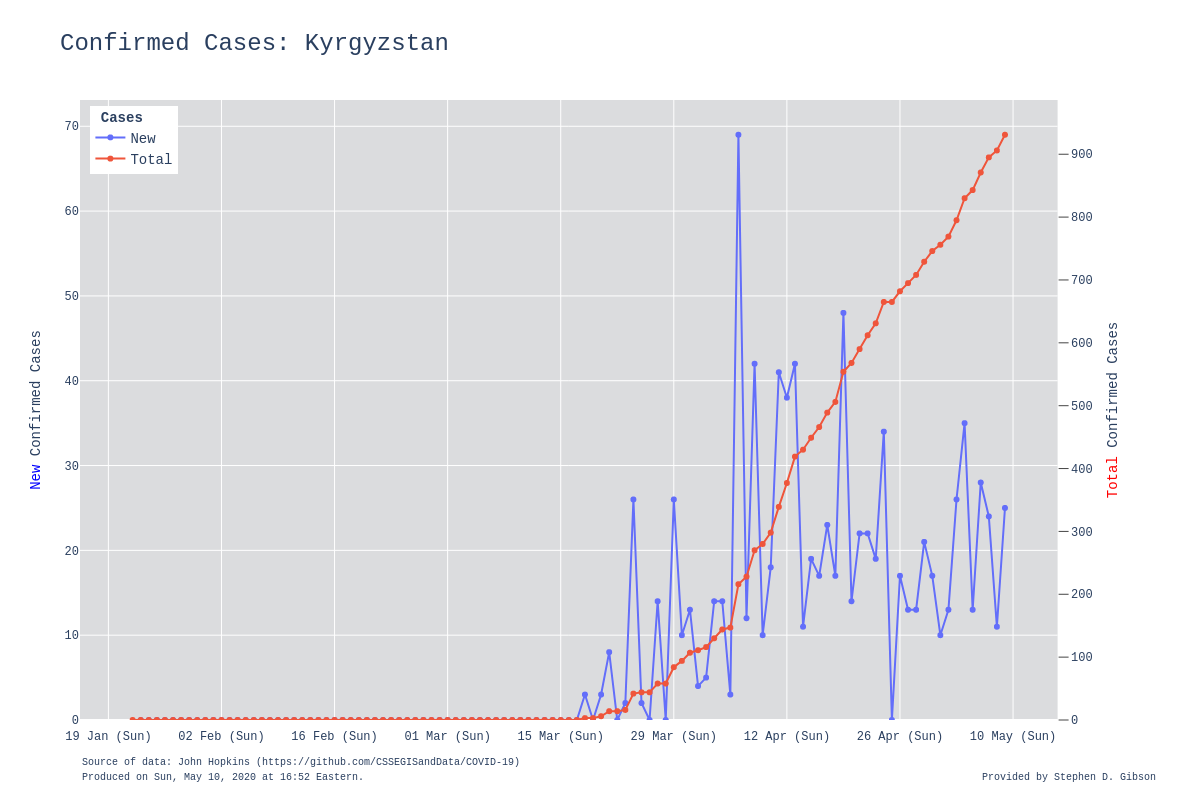 Confirmed Cases: Kyrgyzstan
Cases
New
Total
70
60
50
40
30
20
10
0
New Confirmed Cases
900
800
700
600
500
400
300
200
100
0
Total Confirmed Cases
19 Jan (Sun) 02 Feb (Sun) 16 Feb (Sun) 01 Mar (Sun) 15 Mar (Sun) 29 Mar (Sun) 12 Apr (Sun) 26 Apr (Sun) 10 May (Sun)
Source of data: John Hopkins (https://github.com/CSSEGISandData/COVID-19)
Produced on Sun, May 10, 2020 at 16:52 Eastern.
Provided by Stephen D. Gibson